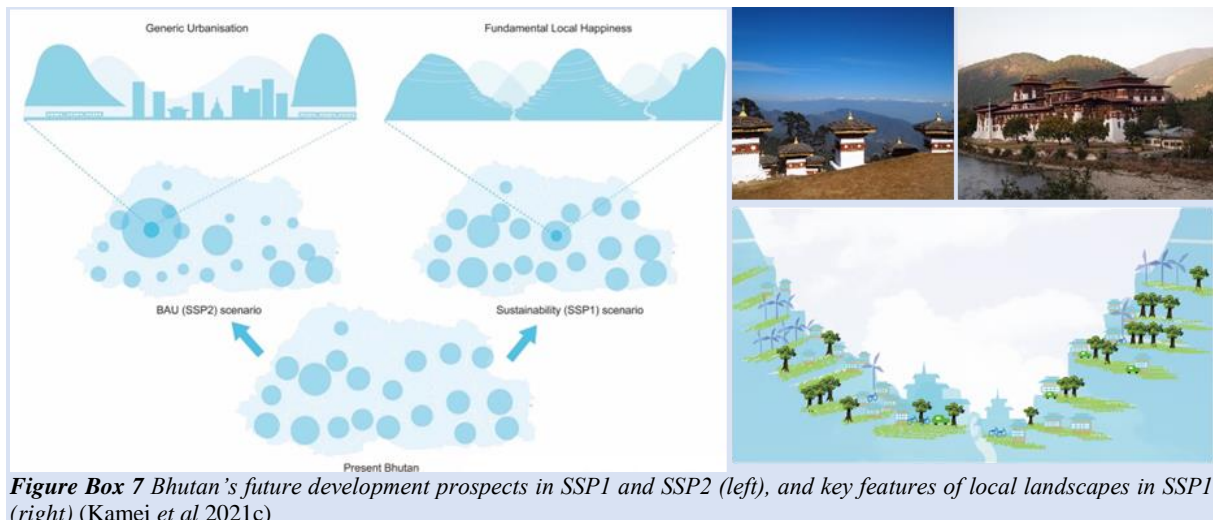 Generic Urbanisation
Fundamental Local Happiness
BAU (SSP2) scenario
Sustainability (SSP1) scenario
Present Bhutan
Figure Box 7 Bhutan's future development prospects in SSP1 and SSP2 (left), and key features of local landscapes in SSP1
(right) (Kamei et al 2021c)